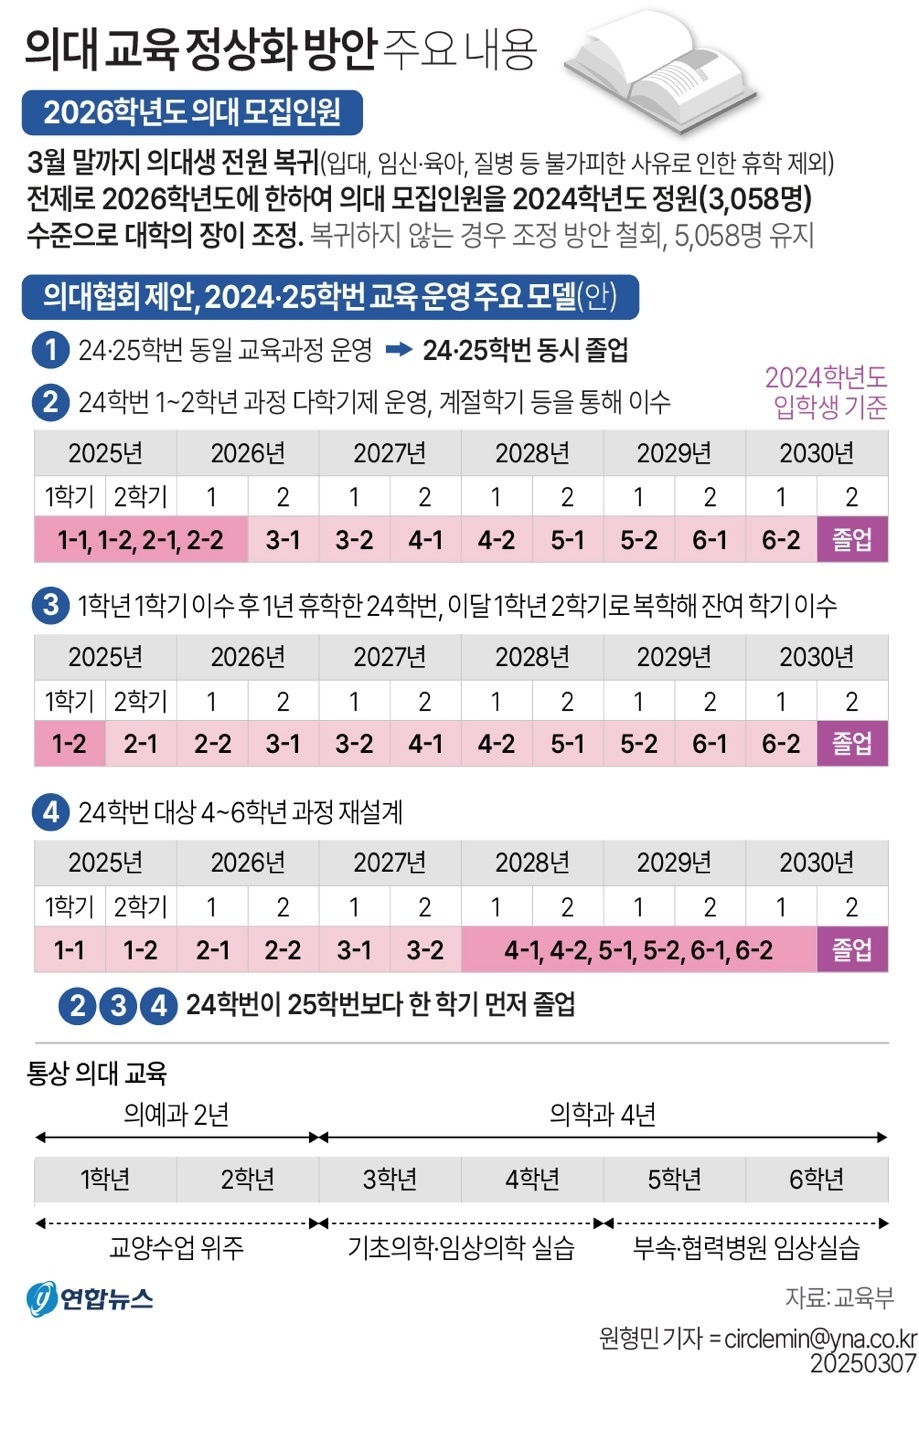 의대 교육 정상화 방안 주요 내용
2026학년도 의대 모집인원
3월 말까지 의대생 전원 복귀(입대, 임신·육아, 질병 등 불가피한 사유로 인한 휴학 제외)
전제로 2026학년도에 한하여 의대 모집인원을 2024학년도 정원(3,058명)
수준으로 대학의 장이 조정. 복귀하지 않는 경우 조정 방안 철회, 5,058명 유지
의대협회 제안, 2024·25학번 교육 운영 주요 모델(안)
1 24·25학번 동일 교육과정 운영 ➡ 24·25학번 동시 졸업
2 24학번 1~2학년 과정 다학기제 운영, 계절학기 등을 통해 이수
2024학년도
입학생 기준
2025년 2026년 2027년 2028년 2029년 2030년
1학기 2학기 1 2 1 2 1 2 1 2 1 2
1-1, 1-2, 2-1, 2-2 3-1 3-2 4-1 4-2 5-1 5-2 6-1 6-2 졸업
3 1학년 1학기 이수 후 1년 휴학한 24학번, 이달 1학년 2학기로 복학해 잔여 학기 이수
2025년 2026년 2027년 2028년 2029년 2030년
1학기 2학기 1 2 1 2 1 2 1 2 1 2
1-2 2-1 2-2 3-1 3-2 4-1 4-2 5-1 5-2 6-1 6-2 졸업
4 24학번 대상 4~6학년 과정 재설계
2025년 2026년 2027년 2028년 2029년 2030년
1학기 2학기 1 2 1 2 1 2 1 2 1 2
1-1 1-2 2-1 2-2 3-1 3-2 4-1, 4-2, 5-1, 5-2, 6-1, 6-2 졸업
2 3 4 24학번이 25학번보다 한 학기 먼저 졸업
통상 의대 교육
의예과 2년 의학과 4년
1학년 2학년 3학년 4학년 5학년 6학년
교양수업 위주 기초의학·임상의학 실습 부속·협력병원 임상실습
y 연합뉴스
자료: 교육부
원형민 기자 = circlemin@yna.co.kr
20250307